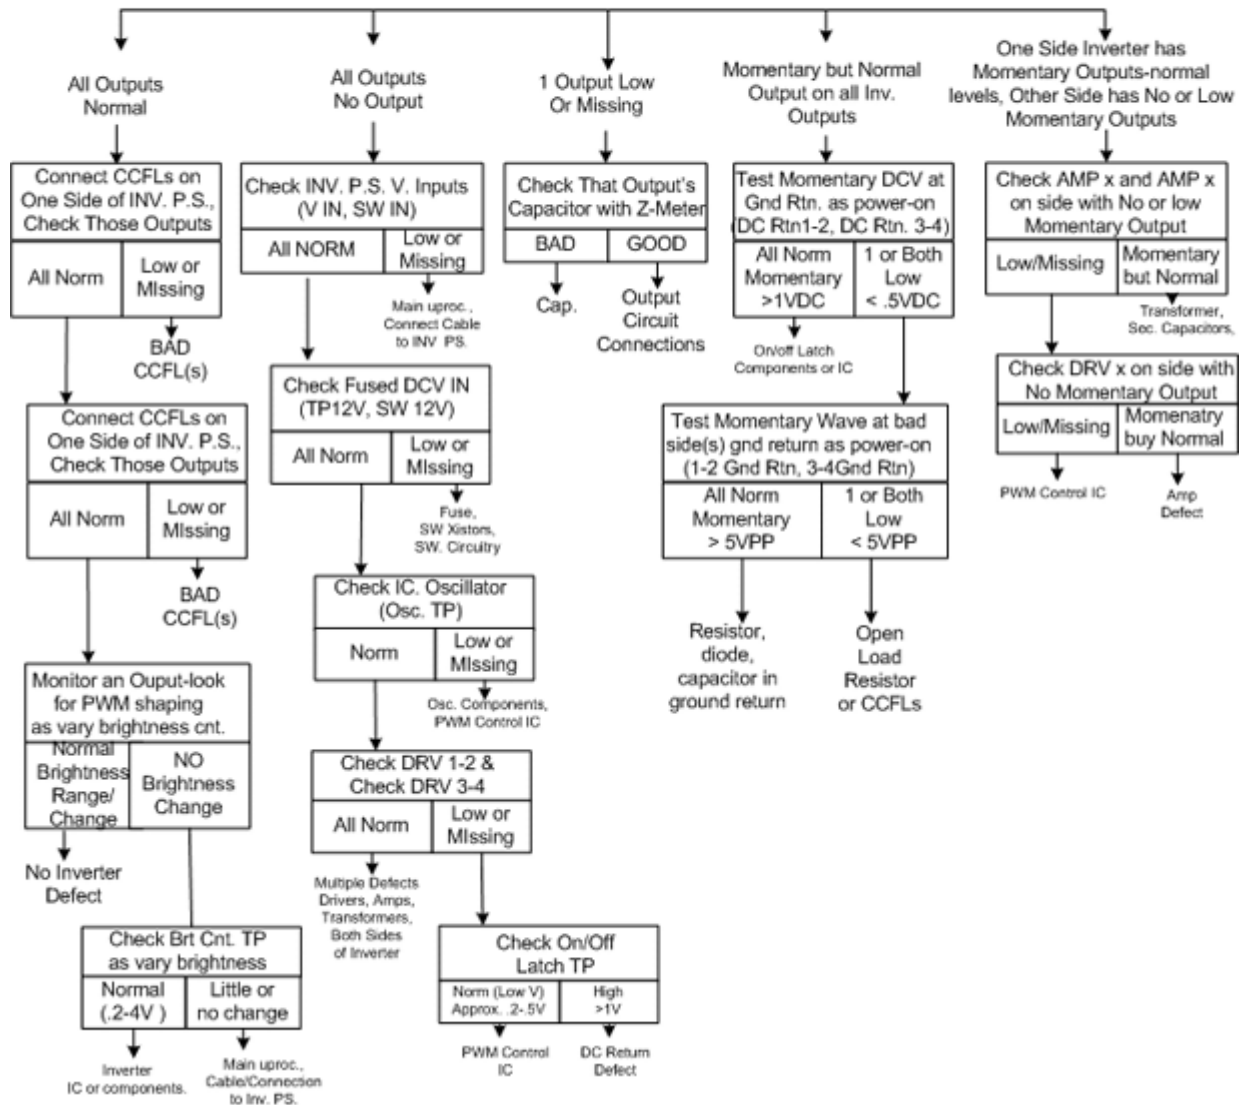 All Outputs
Normal
All Outputs
No Output
1 Output Low
Or Missing
Momentary but Normal
Output on all Inv.
Outputs
One Side Inverter has
Momentary Outputs-normal
levels, Other Side has No or Low
Momentary Outputs
Connect CCFLs on
One Side of INV. P.S.,
Check Those Outputs
All Norm
Low or
MIssing
BAD
CCFL(s)
Connect CCFLs on
One Side of INV. P.S.,
Check Those Outputs
All Norm
Low or
MIssing
BAD
CCFL(s)
Monitor an Ouput-look
for PWM shaping
as vary brightness cnt.
Normal
Brightness
Range/
Change
NO
Brightness
Change
No Inverter
Defect
Check Brt Cnt. TP
as vary brightness
Normal
(.2-4V )
Little or
no change
Inverter
IC or components.
Main uproc.,
Cable/Connection
to Inv. PS.
Check INV. P.S. V. Inputs
(V IN, SW IN)
All NORM
Low or
Missing
Main uproc.,
Connect Cable
to INV PS.
Check Fused DCV IN
(TP12V, SW 12V)
All Norm
Low or
MIssing
Fuse,
SW Xistors,
SW. Circuitry
Check IC. Oscillator
(Osc. TP)
Norm
Low or
MIssing
Osc. Components,
PWM Control IC
Check DRV 1-2 &
Check DRV 3-4
All Norm
Low or
MIssing
Multiple Defects
Drivers, Amps,
Transformers,
Both Sides
of Inverter
Check On/Off
Latch TP
Norm (Low V)
Approx. .2-.5V
High
>1V
PWM Control
IC
DC Return
Defect
Check That Output's
Capacitor with Z-Meter
BAD
GOOD
Cap.
Output
Circuit
Connections
Test Momentary DCV at
Gnd Rtn. as power-on
(DC Rtn1-2, DC Rtn. 3-4)
All Norm
Momentary
>1VDC
1 or Both
Low
< .5VDC
On/off Latch
Components or IC
Test Momentary Wave at bad
side(s) gnd return as power-on
(1-2 Gnd Rtn, 3-4Gnd Rtn)
All Norm
Momentary
> 5VPP
1 or Both
Low
< 5VPP
Resistor,
diode,
capacitor in
ground return
Open
Load
Resistor
or CCFLs
Check AMP x and AMP x
on side with No or low
Momentary Output
Low/Missing
Momentary
but Normal
Transformer,
Sec. Capacitors,
Check DRV x on side with
No Momentary Output
Low/Missing
Momenatry
buy Normal
PWM Control IC
Amp
Defect